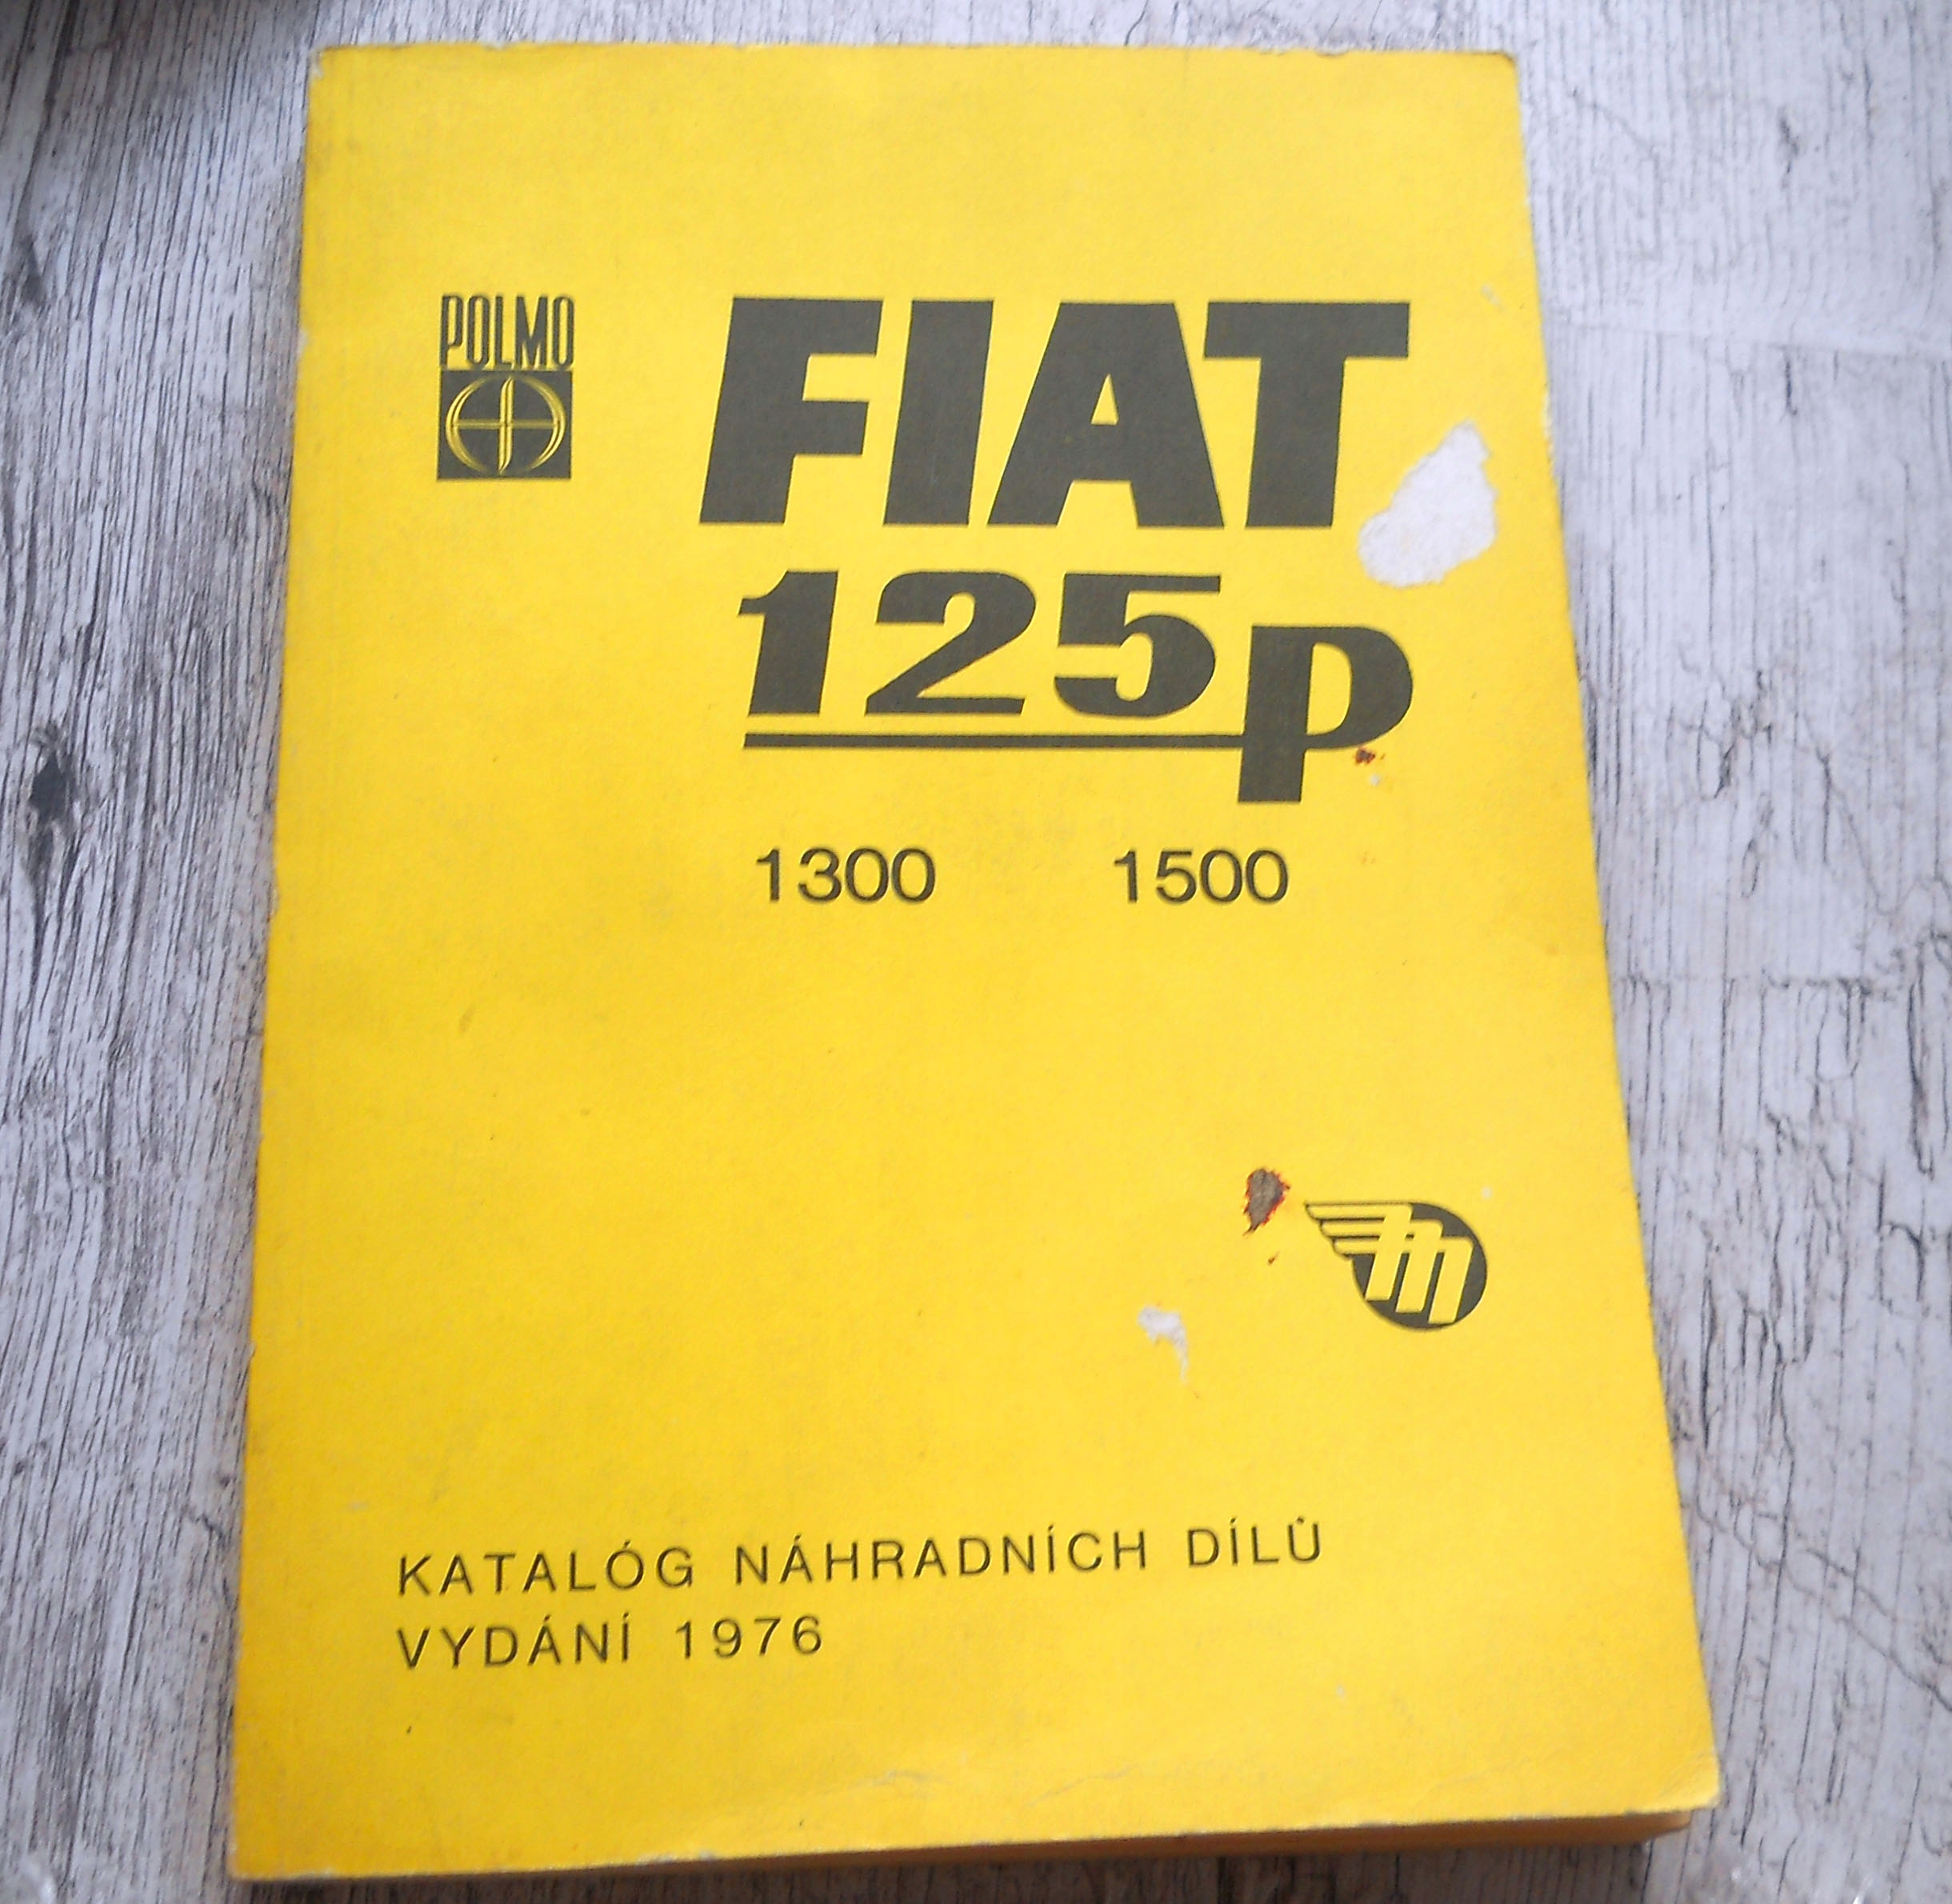 POLMO
FIAT
125p
1300 1500
m
KATALÓG NÁHRADNÍCH DÍLŮ
VYDÁNÍ 1976